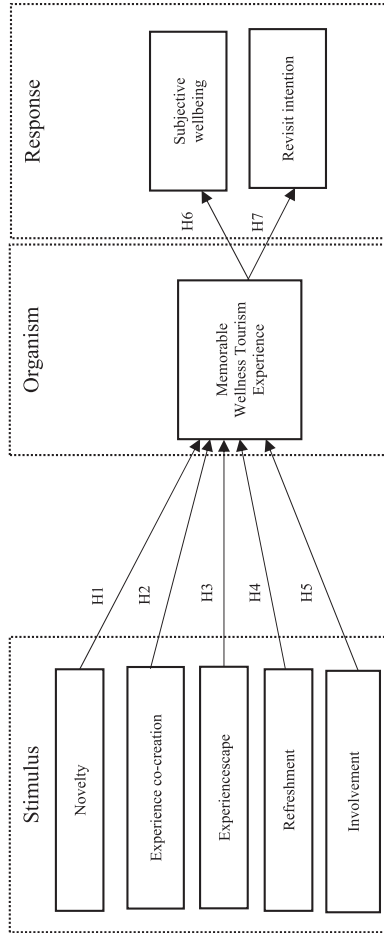 Stimulus
Novelty
Experience co-creation
Experiencescape
Refreshment
Involvement
H1
H2
H3
H4
H5
Organism
Memorable
Wellness Tourism
Experience
H6
H7
Response
Subjective
wellbeing
Revisit intention